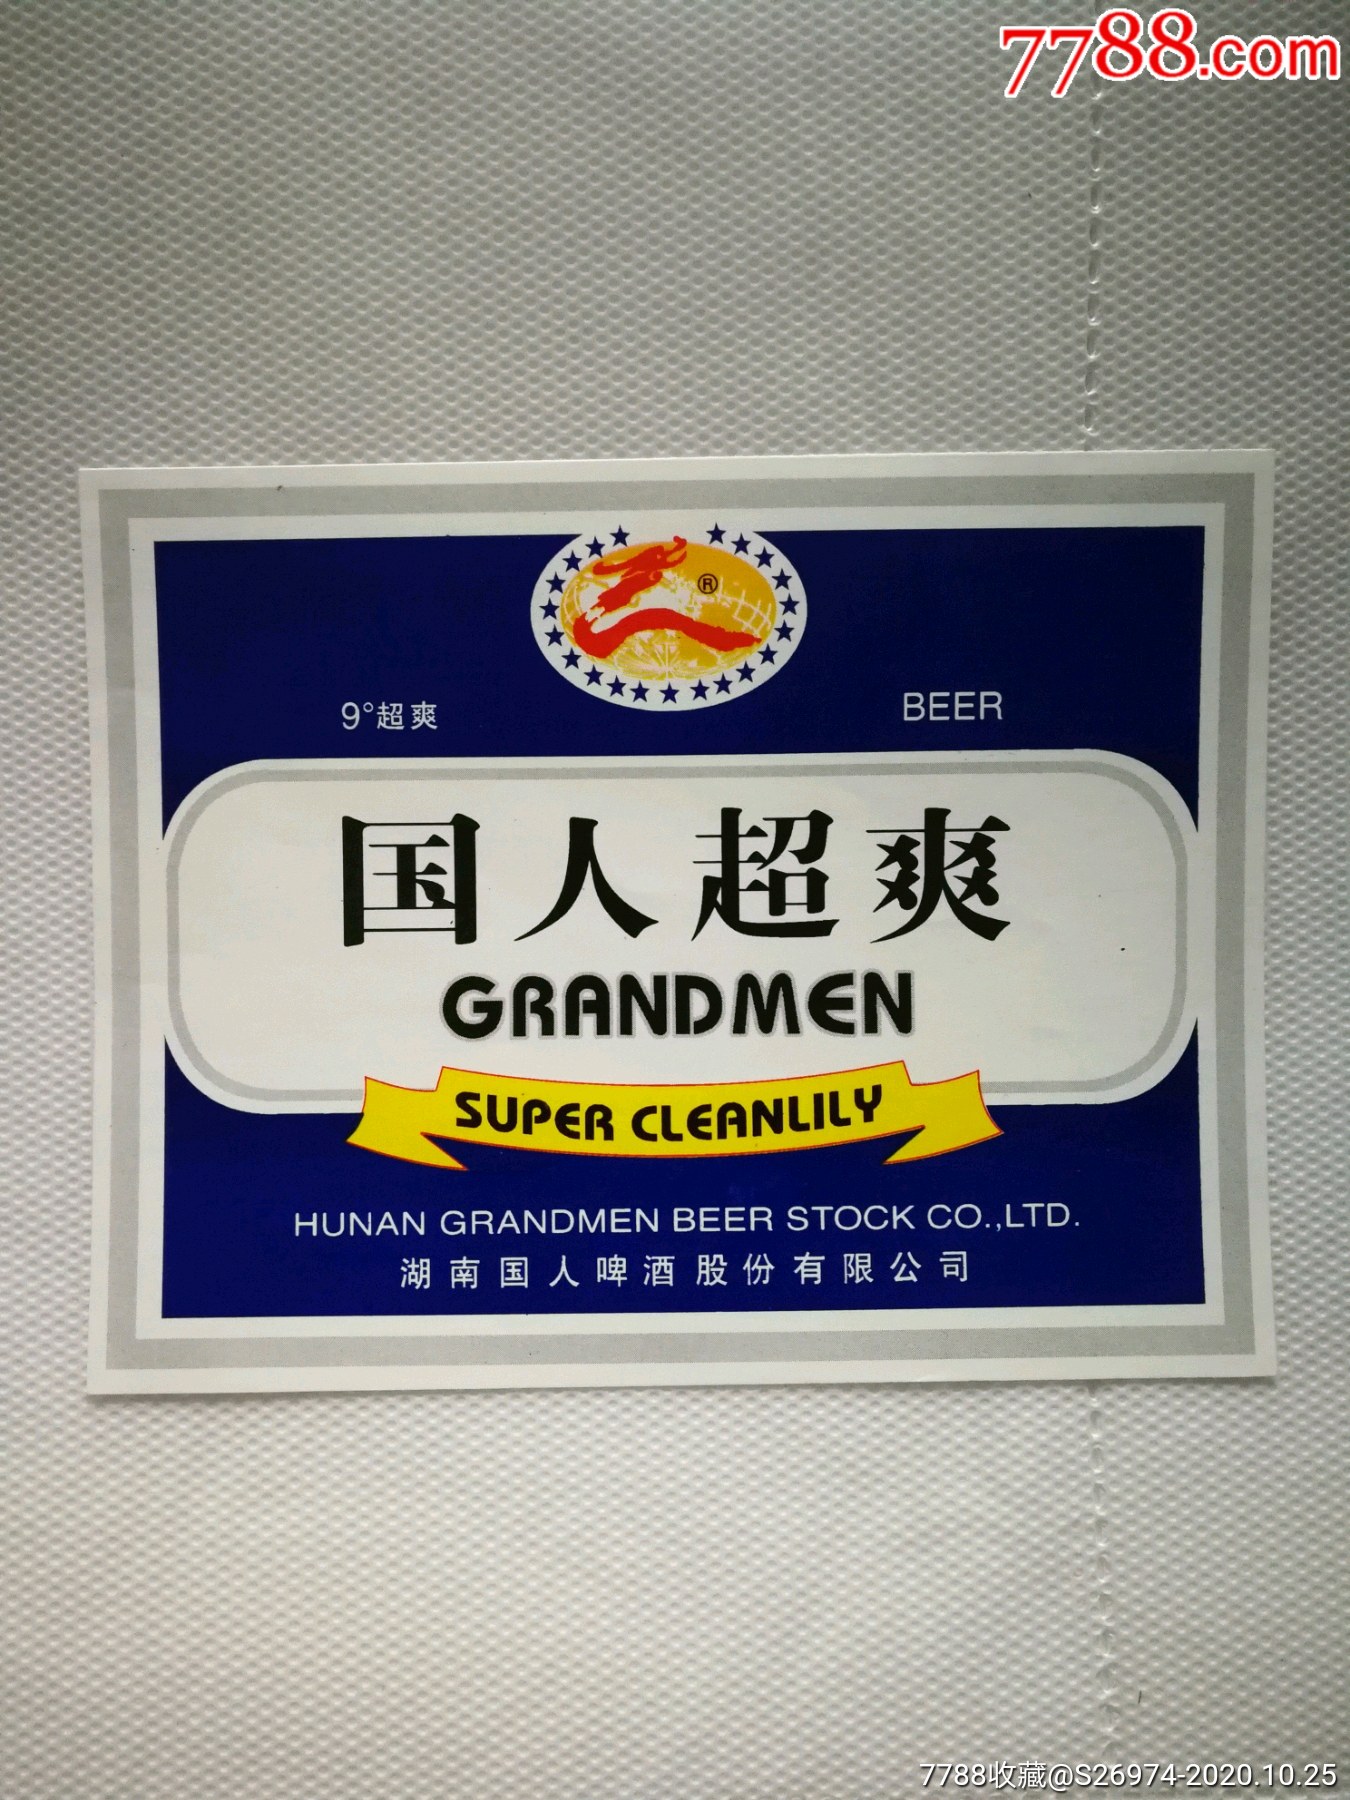 7788.com
®
9°超爽
BEER
国人超爽
GRANDMEN
SUPER CLEANLILY
HUNAN GRANDMEN BEER STOCK CO.,LTD.
湖南国人啤酒股份有限公司
7788收藏@S26974-2020.10.25